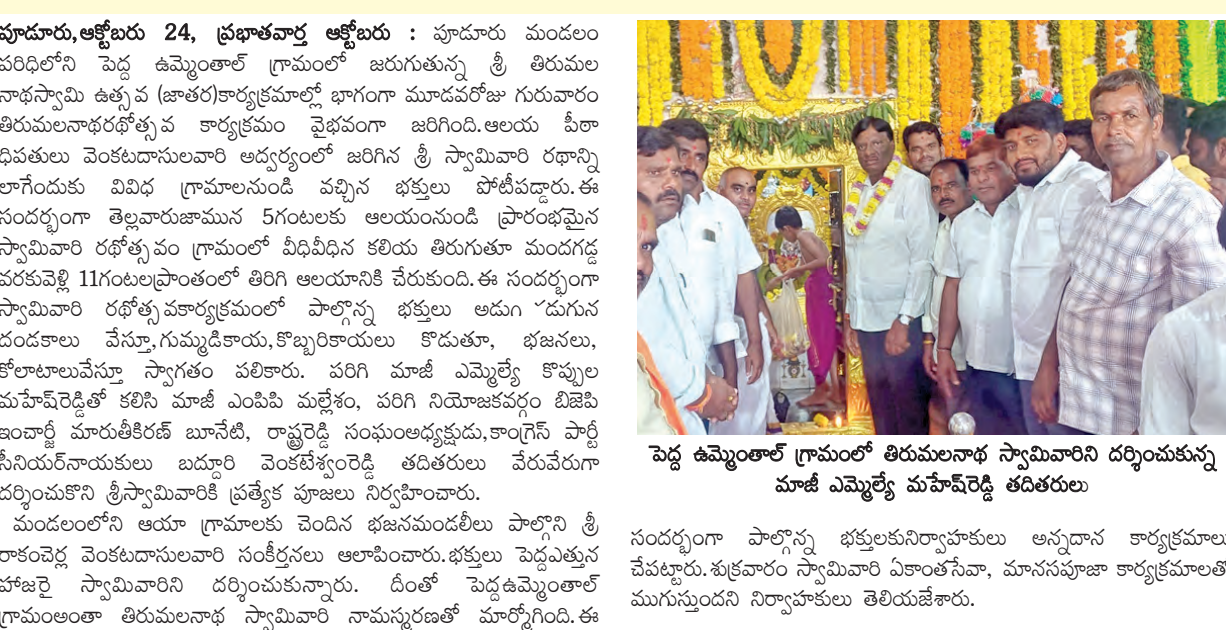 పూడూరు,ఆక్టోబరు 24, ప్రభాతవార్త ఆక్టోబరు : పూడూరు మండలం
పరిధిలోని పెద్ద ఉమ్మెంతాల్ గ్రామంలో జరుగుతున్న శ్రీ తిరుమల
నాథస్వామి ఉత్సవ (జాతర)కార్యక్రమాల్లో భాగంగా మూడవరోజు గురువారం
తిరుమలనాథరథోత్సవ కార్యక్రమం వైభవంగా జరిగింది.ఆలయ పీఠా
ధిపతులు వెంకటదాసులవారి అద్వర్యంలో జరిగిన శ్రీ స్వామివారి రథాన్ని
లాగేందుకు వివిధ గ్రామాలనుండి వచ్చిన భక్తులు పోటీపడ్డారు.ఈ
సందర్భంగా తెల్లవారుజామున 5గంటలకు ఆలయంనుండి ప్రారంభమైన
స్వామివారి రథోత్సవం గ్రామంలో వీధివీధిన కలియ తిరుగుతూ మందగడ్డ
వరకువెళ్లి 11గంటలప్రాంతంలో తిరిగి ఆలయానికి చేరుకుంది.ఈ సందర్భంగా
స్వామివారి రథోత్సవకార్యక్రమంలో పాల్గొన్న భక్తులు అడుగ ˘డుగున
దండకాలు వేస్తూ,గుమ్మడికాయ,కొబ్బరికాయలు కొడుతూ, భజనలు,
కోలాటాలువేస్తూ స్వాగతం పలికారు. పరిగి మాజీ ఎమ్మెల్యే కొప్పుల
మహేష్‌రెడ్డితో కలిసి మాజీ ఎంపిపి మల్లేశం, పరిగి నియోజకవర్గం బిజెపి
ఇంచార్జీ మారుతీకిరణ్ బూనేటి, రాష్ట్రరెడ్డి సంఘంఅధ్యక్షుడు,కాంగ్రెస్ పార్టీ
సీనియర్‌నాయకులు బద్దూరి వెంకటేశ్వంరెడ్డి తదితరులు వేరువేరుగా
దర్శించుకొని శ్రీస్వామివారికి ప్రత్యేక పూజలు నిర్వహించారు.
మండలంలోని ఆయా గ్రామాలకు చెందిన భజనమండలీలు పాల్గొని శ్రీ
రాకంచెర్ల వెంకటదాసులవారి సంకీర్తనలు ఆలాపించారు.భక్తులు పెద్దఎత్తున
హాజరై స్వామివారిని దర్శించుకున్నారు. దీంతో పెద్దఉమ్మెంతాల్
గ్రామంఅంతా తిరుమలనాథ స్వామివారి నామస్మరణతో మార్మోగింది.ఈ
పెద్ద ఉమ్మెంతాల్ గ్రామంలో తిరుమలనాథ స్వామివారిని దర్శించుకున్న
మాజీ ఎమ్మెల్యే మహేష్‌రెడ్డి తదితరులు
సందర్భంగా పాల్గొన్న భక్తులకునిర్వాహకులు అన్నదాన కార్యక్రమాలు
చేపట్టారు.శుక్రవారం స్వామివారి ఏకాంతసేవా, మానసపూజా కార్యక్రమాలతో
ముగుస్తుందని నిర్వాహకులు తెలియజేశారు.